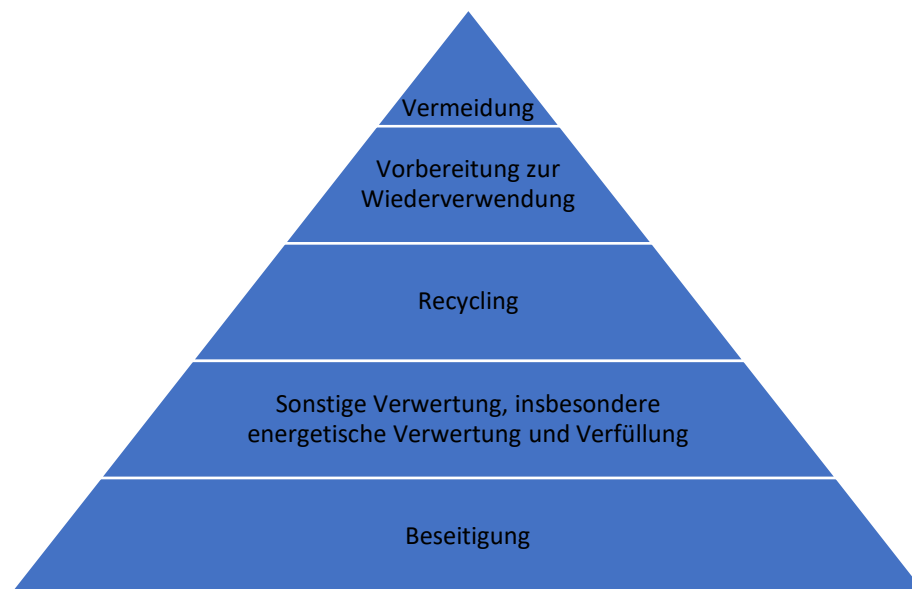 Vermeidung
Vorbereitung zur
Wiederverwendung
Recycling
Sonstige Verwertung, insbesondere
energetische Verwertung und Verfüllung
Beseitigung